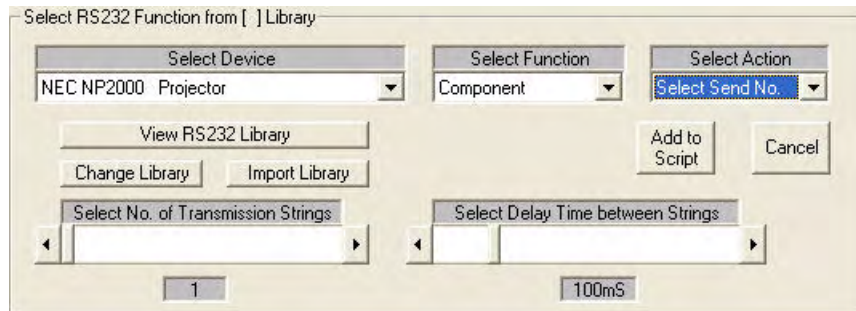 Select RS232 Function from [ ] Library
Select Device
Select Function
Select Action
NEC NP2000 Projector
Component
Select Send No.
View RS232 Library
Add to
Script
Cancel
Change Library
Import Library
Select No. of Transmission Strings
Select Delay Time between Strings
1
100mS